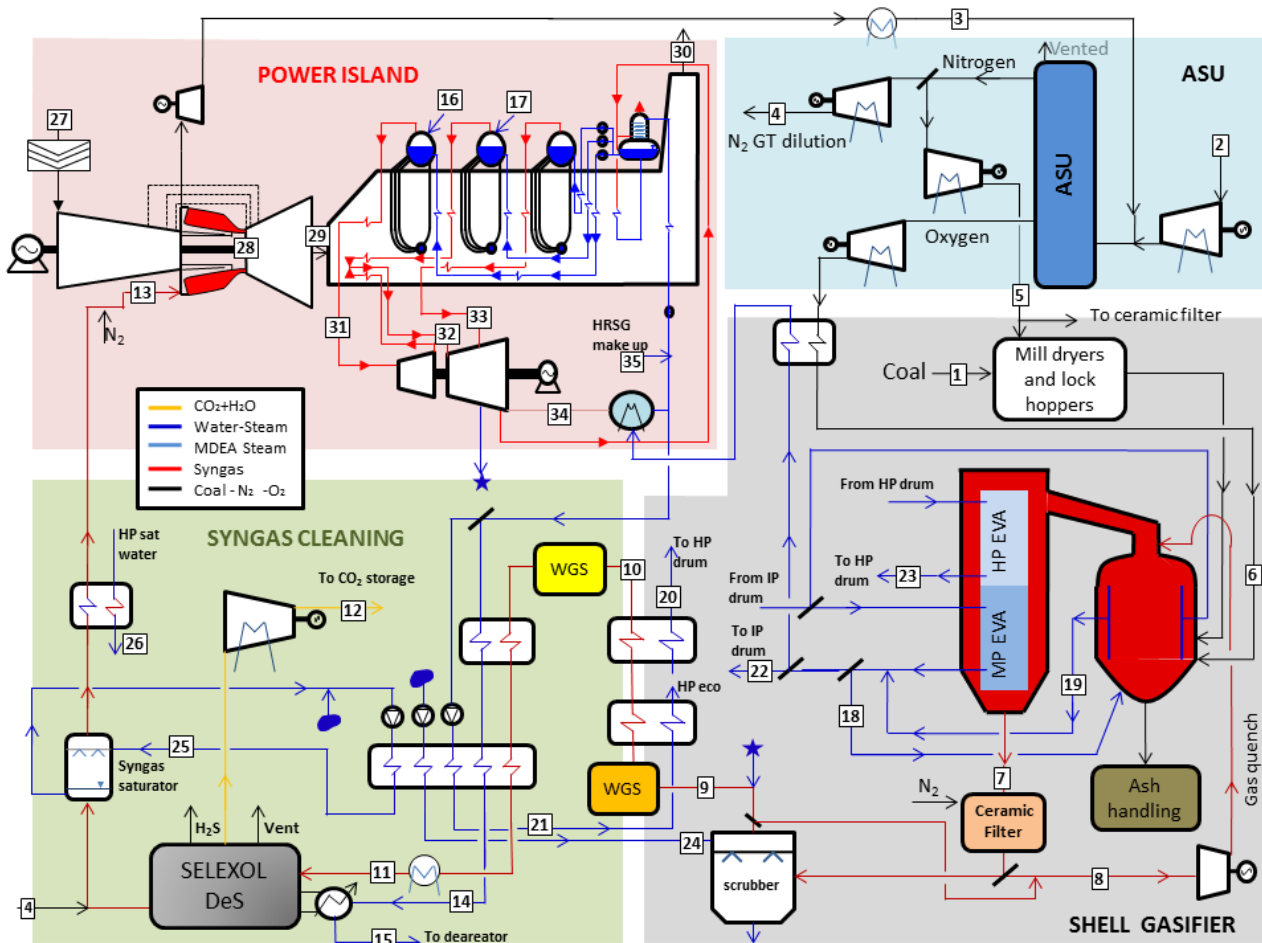 3
30
POWER ISLAND
Vented
ASU
Nitrogen
16
17
27
4
N₂ GT dilution
2
ASU
Oxygen
28
29
13
N₂
5
To ceramic filter
31
32
33
HRSG
make up
35
Coal
1
Mill dryers
and lock
hoppers
34
CO₂+H₂O
Water-Steam
MDEA Steam
Syngas
Coal - N₂ -O₂
From HP drum
HP EVA
SYNGAS CLEANING
HP sat
water
WGS
10
To HP
drum
To HP
drum
23
6
To CO₂ storage
12
20
From IP
drum
MP EVA
26
To IP
drum
22
HP eco
19
18
25
Syngas
saturator
WGS
9
7
N₂
Ceramic
Filter
Ash
handling
Gas quench
H₂S
Vent
21
24
SELEXOL
DeS
11
scrubber
8
4
14
15
To deareator
SHELL GASIFIER